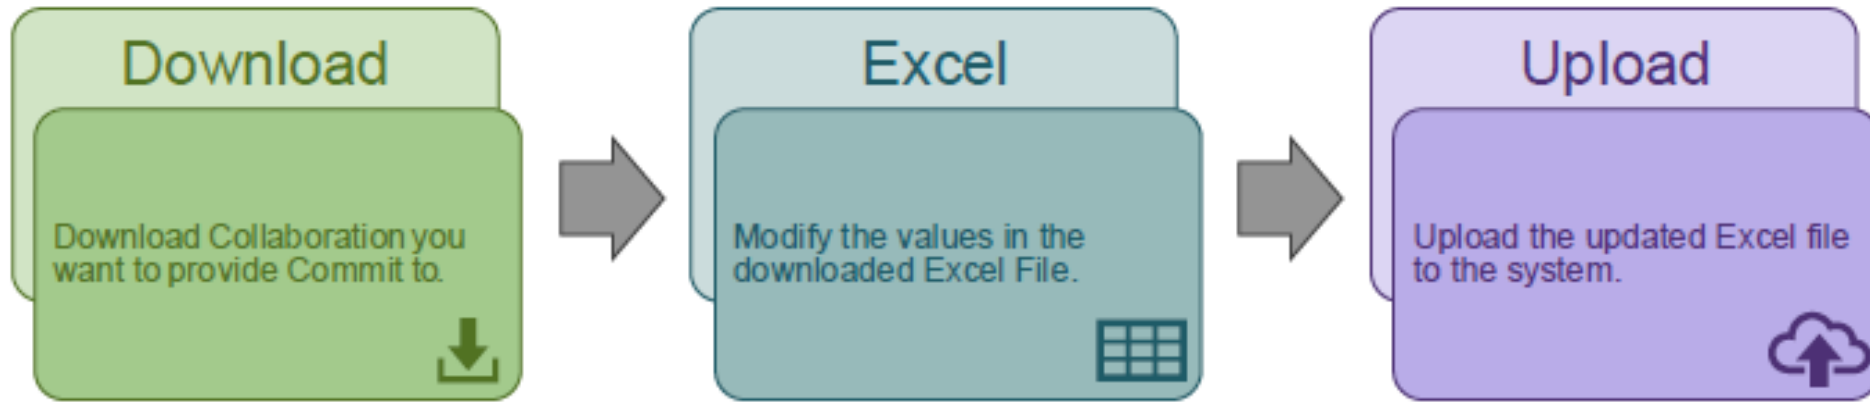 Download
Download Collaboration you
want to provide Commit to.
Excel
Modify the values in the
downloaded Excel File.
Upload
Upload the updated Excel file
to the system.